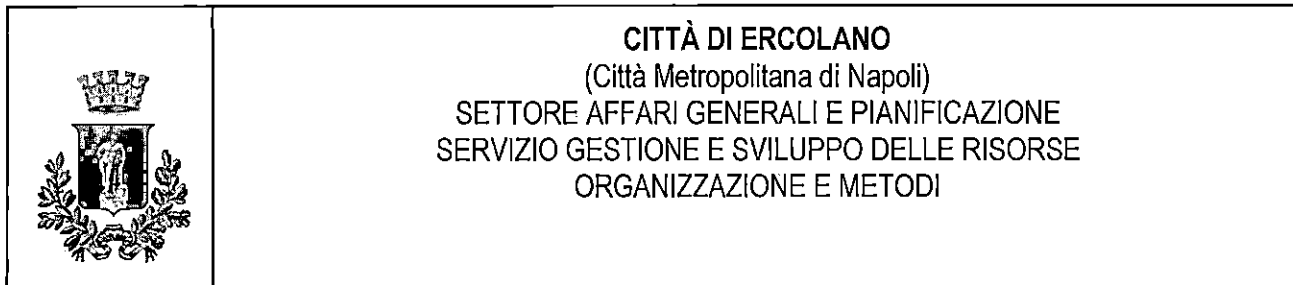 CITTÀ DI ERCOLANO
(Città Metropolitana di Napoli)
SETTORE AFFARI GENERALI E PIANIFICAZIONE
SERVIZIO GESTIONE E SVILUPPO DELLE RISORSE
ORGANIZZAZIONE E METODI